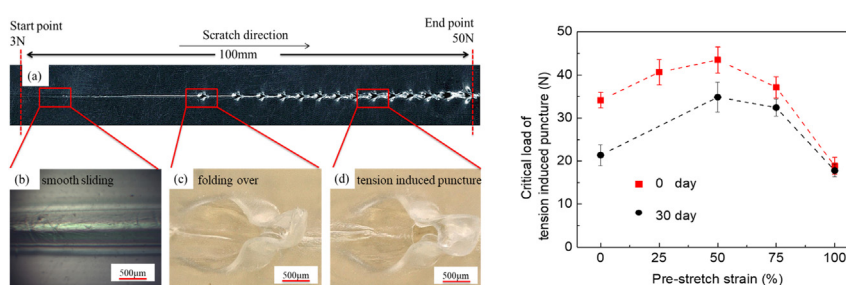 Start point
3N
Scratch direction
100mm
End point
50N
(a)
(b) smooth sliding
500μm
(c) folding over
500μm
(d) tension induced puncture
500μm
Critical load of
tension induced puncture (N)
50
40
30
20
10
0
0 day
30 day
0 25 50 75 100
Pre-stretch strain (%)